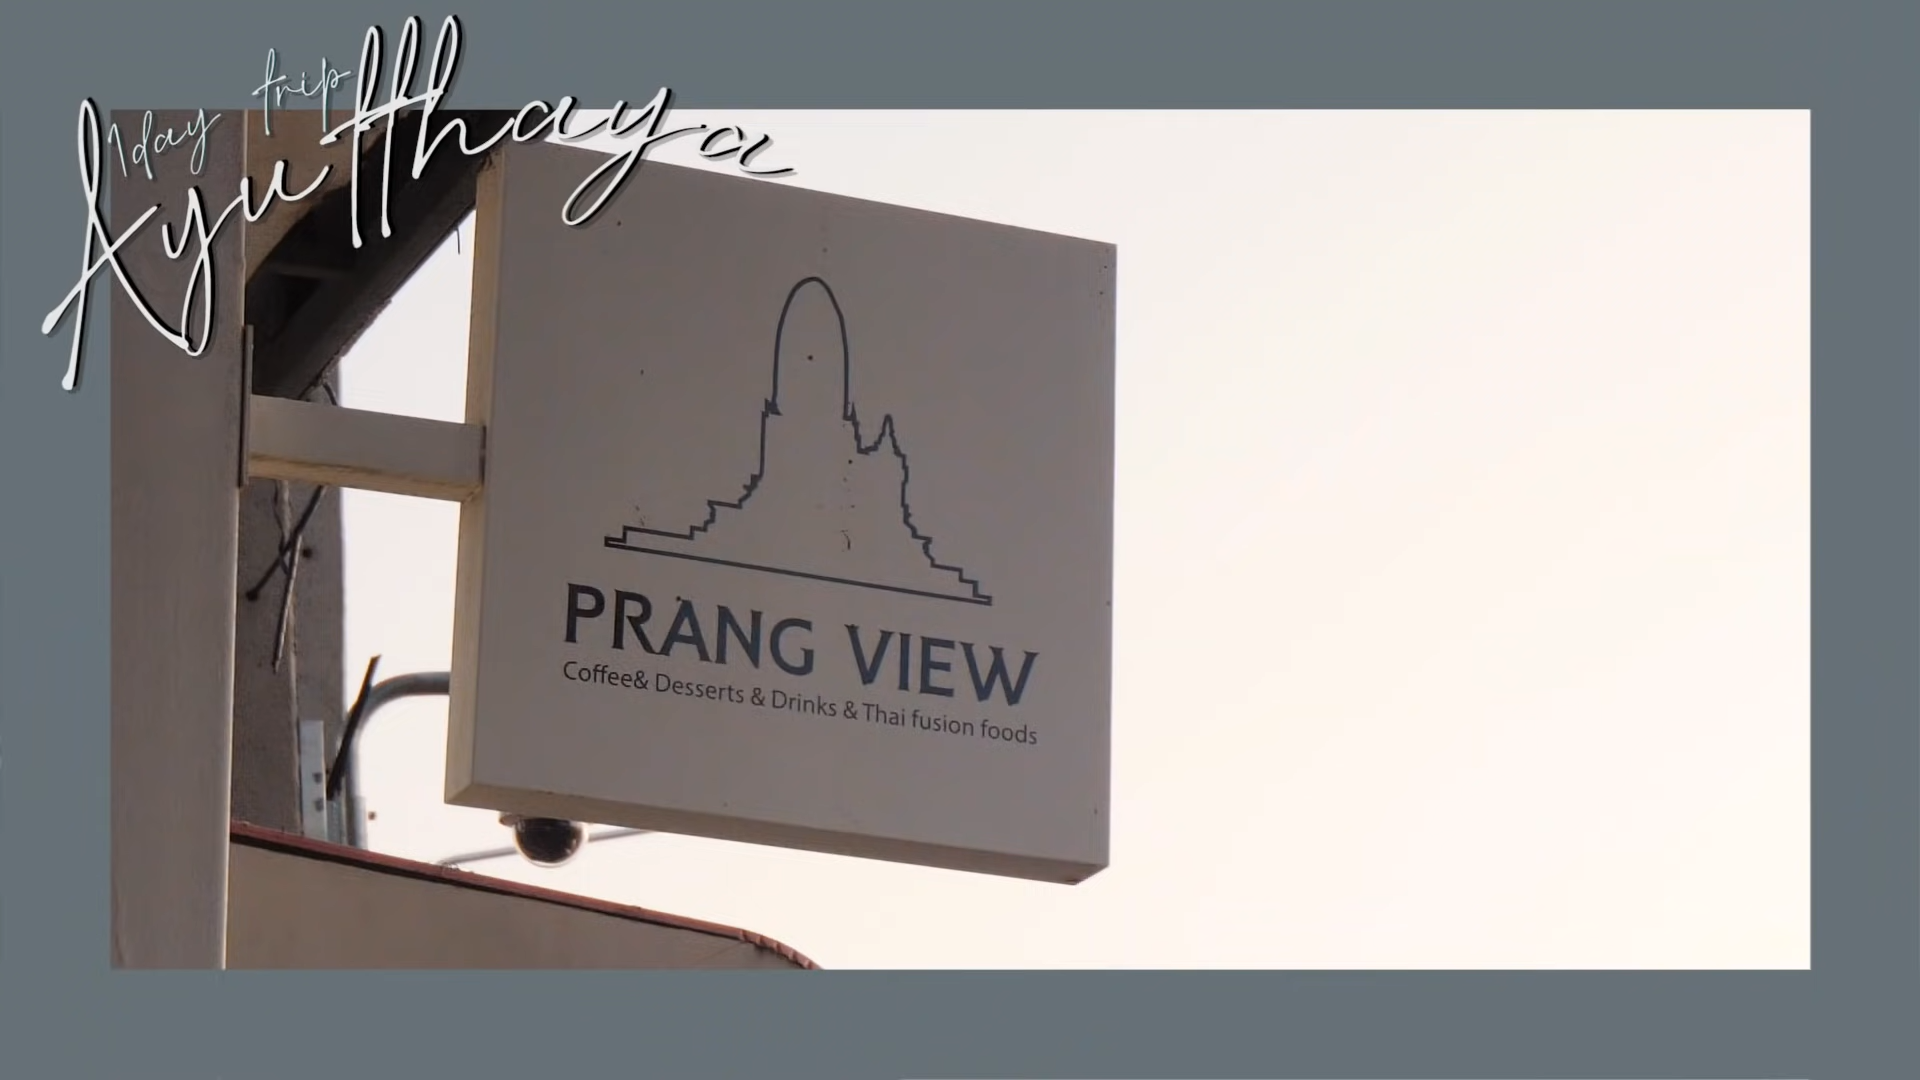 1day trip
Ayutthaya
PRANG VIEW
Coffee& Desserts & Drinks & Thai fusion foods